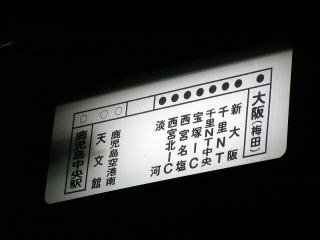 大阪(梅田)
新大阪
千里NT
千里NT中央
宝塚IC
西宮名塩
西宮北IC
淡河
鹿児島空港南
天文館
鹿児島中央駅